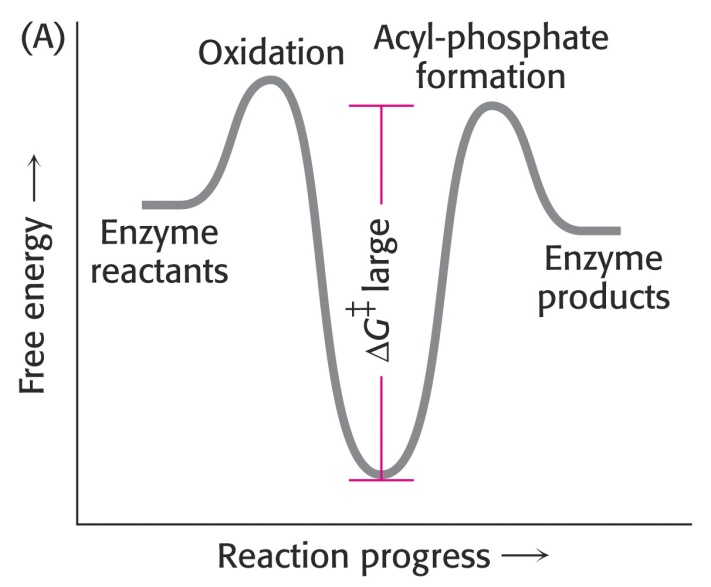 (A)
Oxidation
Acyl-phosphate
formation
Free energy →
Enzyme
reactants
ΔG‡ large
Enzyme
products
Reaction progress →